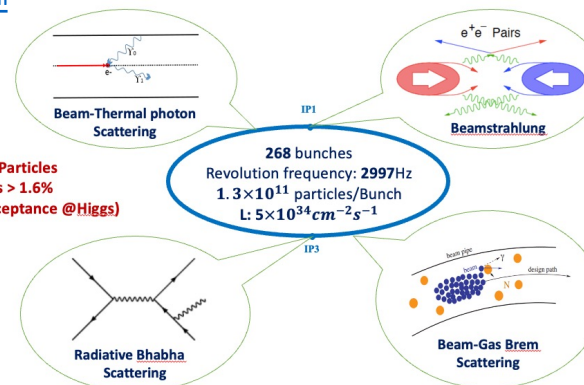 e-
γ₀
e⁺e⁻ Pairs
Beam-Thermal photon
Scattering
Beamstrahlung
IP1
268 bunches
Revolution frequency: 2997Hz
1.3×10¹¹ particles/Bunch
L: 5×10³⁴cm⁻²s⁻¹
IP3
Particles
> 1.6%
ceptance @Higgs)
beam pipe
γ
beam
design path
N
e
Radiative Bhabha
Scattering
Beam-Gas Brem
Scattering